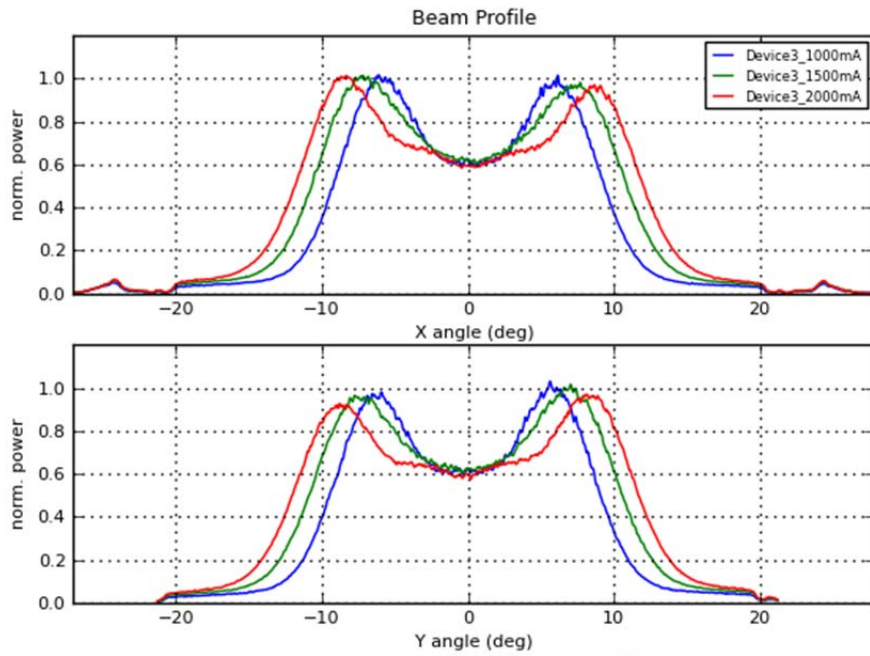 Beam Profile
norm. power
1.0
0.8
0.6
0.4
0.2
0.0
Device3_1000mA
Device3_1500mA
Device3_2000mA
−20
−10
0
10
20
X angle (deg)
norm. power
1.0
0.8
0.6
0.4
0.2
0.0
−20
−10
0
10
20
Y angle (deg)